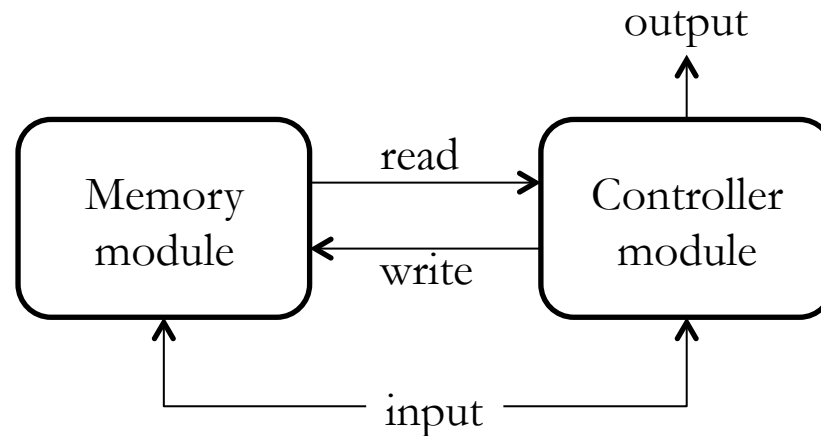 output
read
Memory
module
Controller
module
write
input